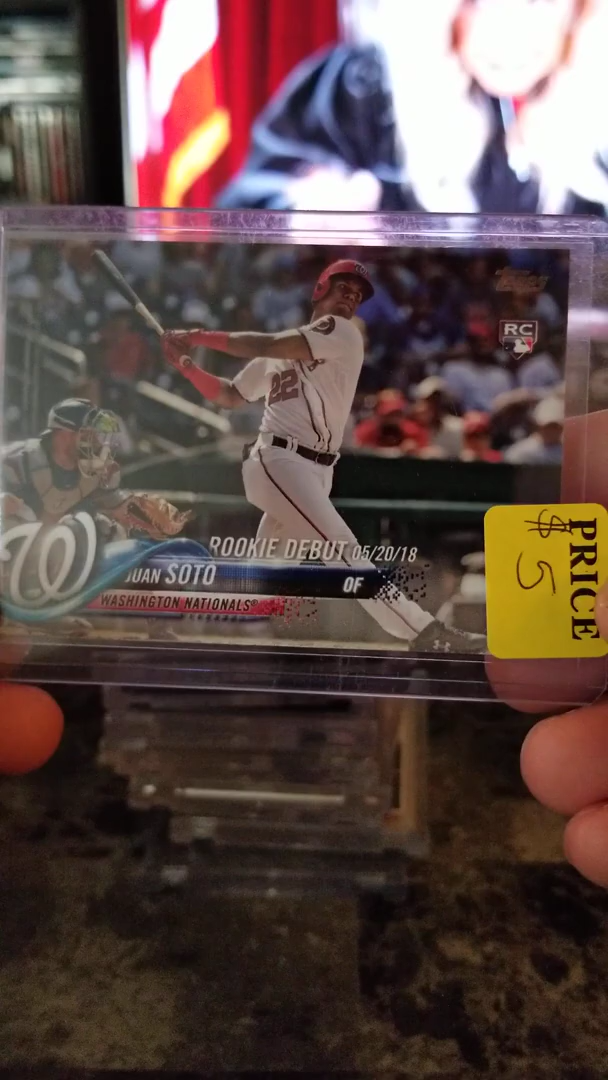 Topps
RC
22
ROOKIE DEBUT 05/20/18
JUAN SOTO
OF
WASHINGTON NATIONALS®
W
PRICE
$5